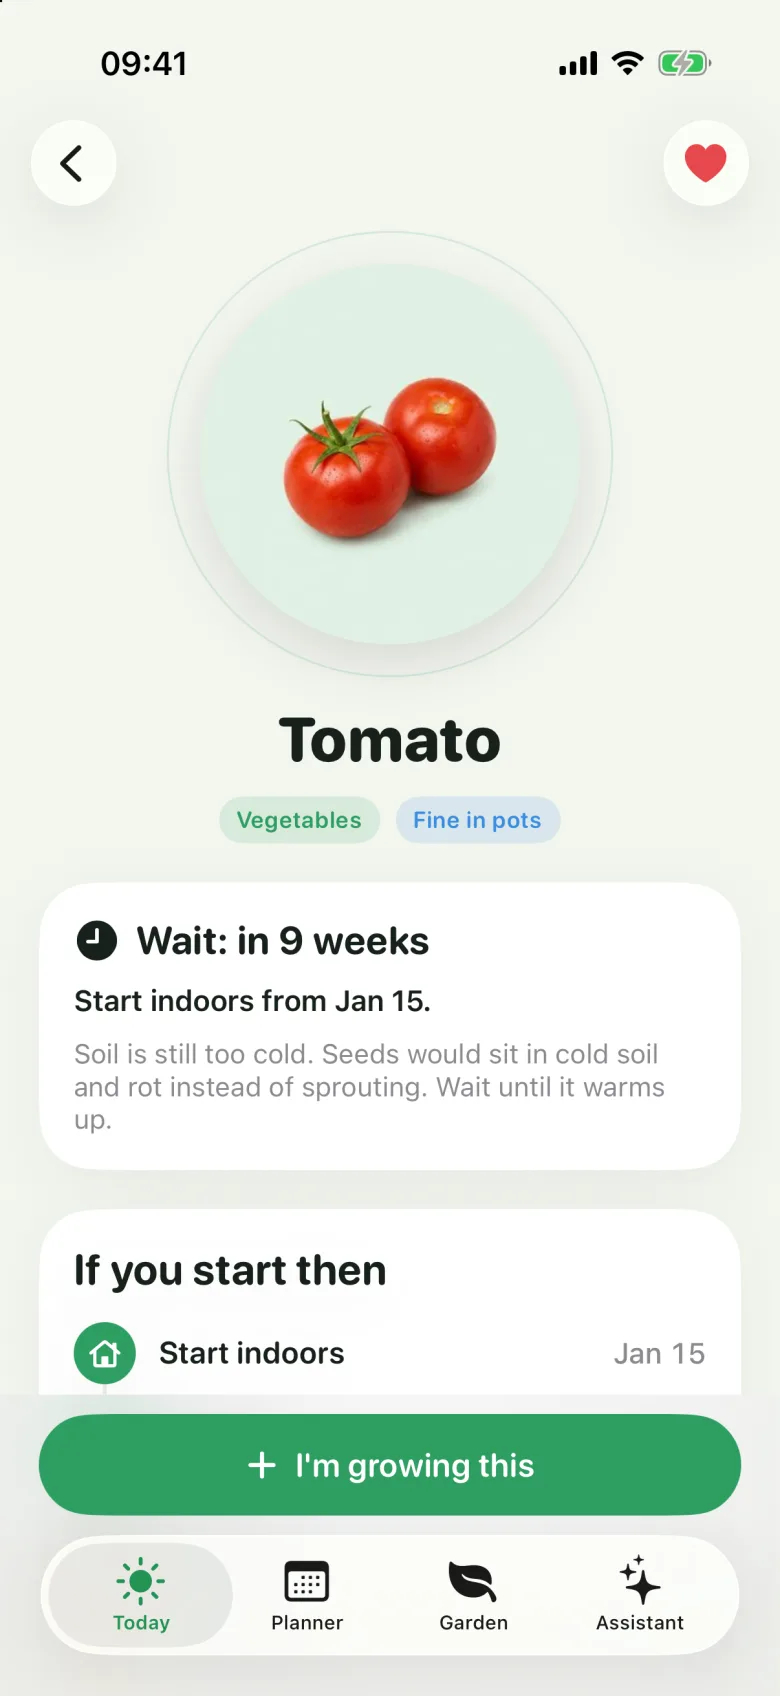 09:41
Tomato
Vegetables
Fine in pots
Wait: in 9 weeks
Start indoors from Jan 15.
Soil is still too cold. Seeds would sit in cold soil
and rot instead of sprouting. Wait until it warms
up.
If you start then
Start indoors
Jan 15
I'm growing this
Today
Planner
Garden
Assistant